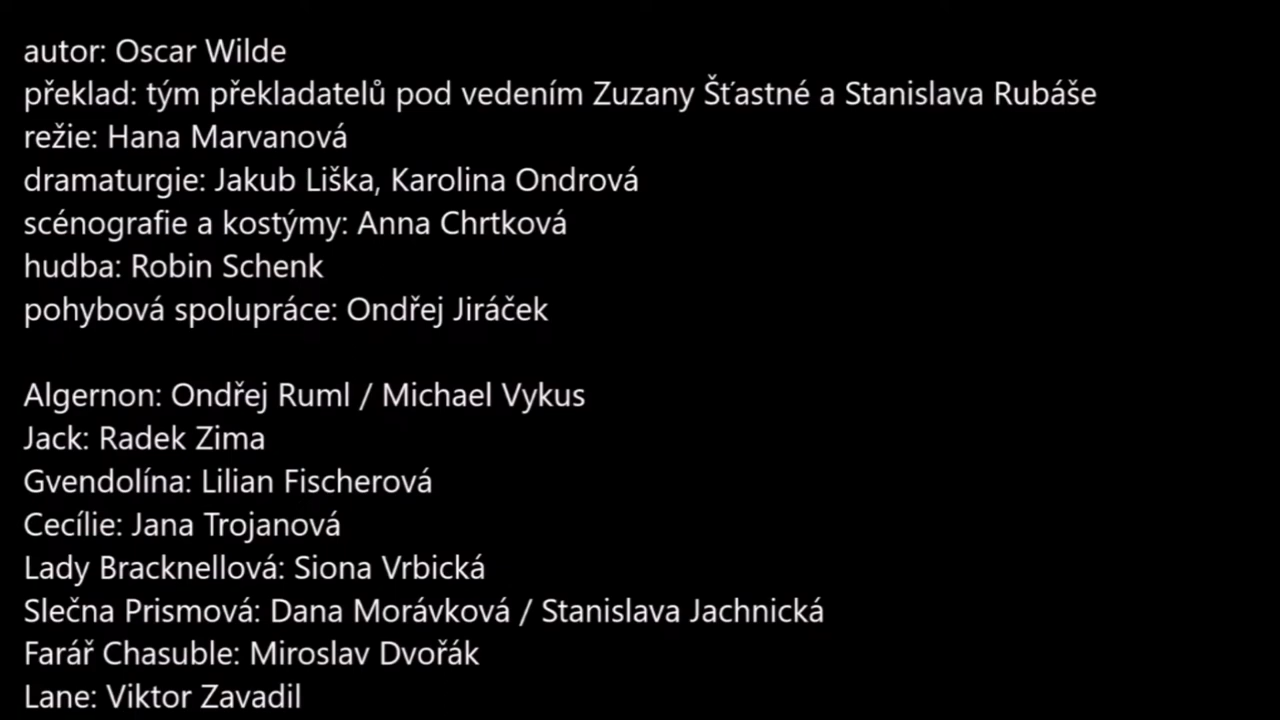 autor: Oscar Wilde
překlad: tým překladatelů pod vedením Zuzany Šťastné a Stanislava Rubáše
režie: Hana Marvanová
dramaturgie: Jakub Liška, Karolina Ondrová
scénografie a kostýmy: Anna Chrtková
hudba: Robin Schenk
pohybová spolupráce: Ondřej Jiráček
Algernon: Ondřej Ruml / Michael Vykus
Jack: Radek Zima
Gvendolína: Lilian Fischerová
Cecílie: Jana Trojanová
Lady Bracknellová: Siona Vrbická
Slečna Prismová: Dana Morávková / Stanislava Jachnická
Farář Chasuble: Miroslav Dvořák
Lane: Viktor Zavadil